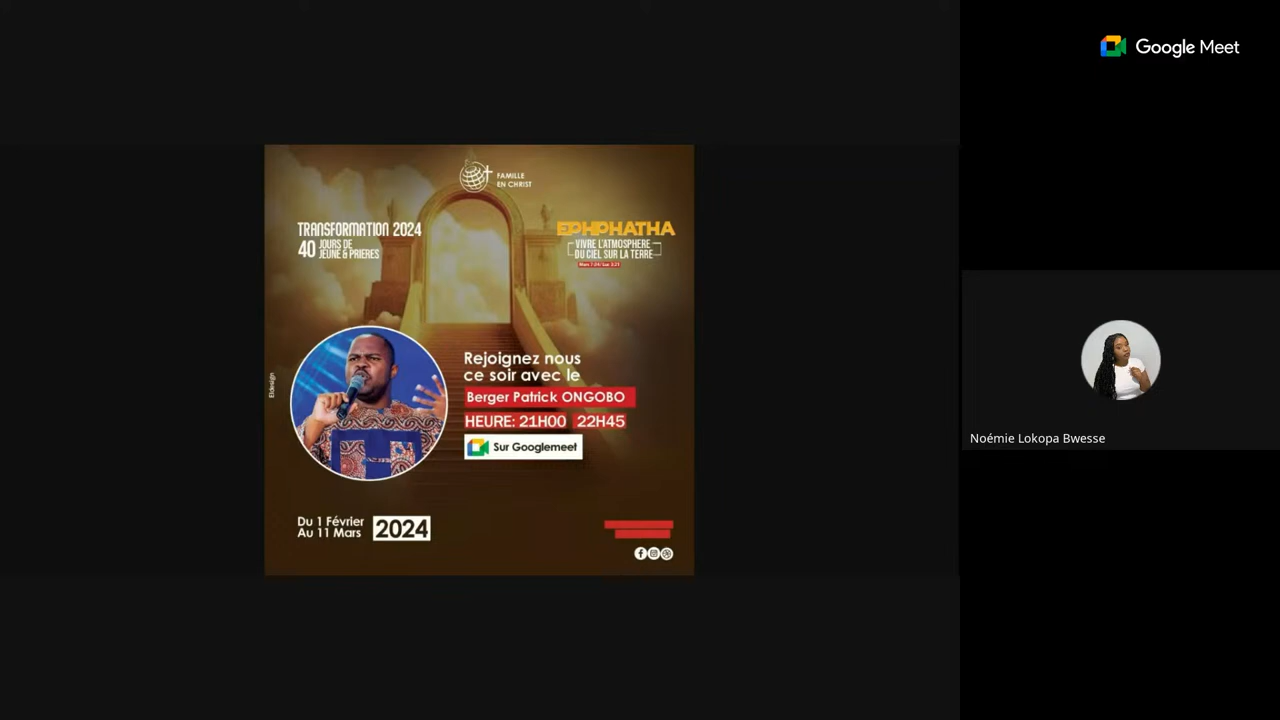 Google Meet
FAMILLE
EN CHRIST
TRANSFORMATION 2024
40 JOURS DE
JEUNE & PRIERES
EPHPHATHA
VIVRE L'ATMOSPHERE
DU CIEL SUR LA TERRE
Rejoignez nous
ce soir avec le
Berger Patrick ONGOBO
HEURE: 21H00 22H45
Sur Googlemeet
Eldesign
Du 1 Février
Au 11 Mars 2024
Noémie Lokopa Bwesse